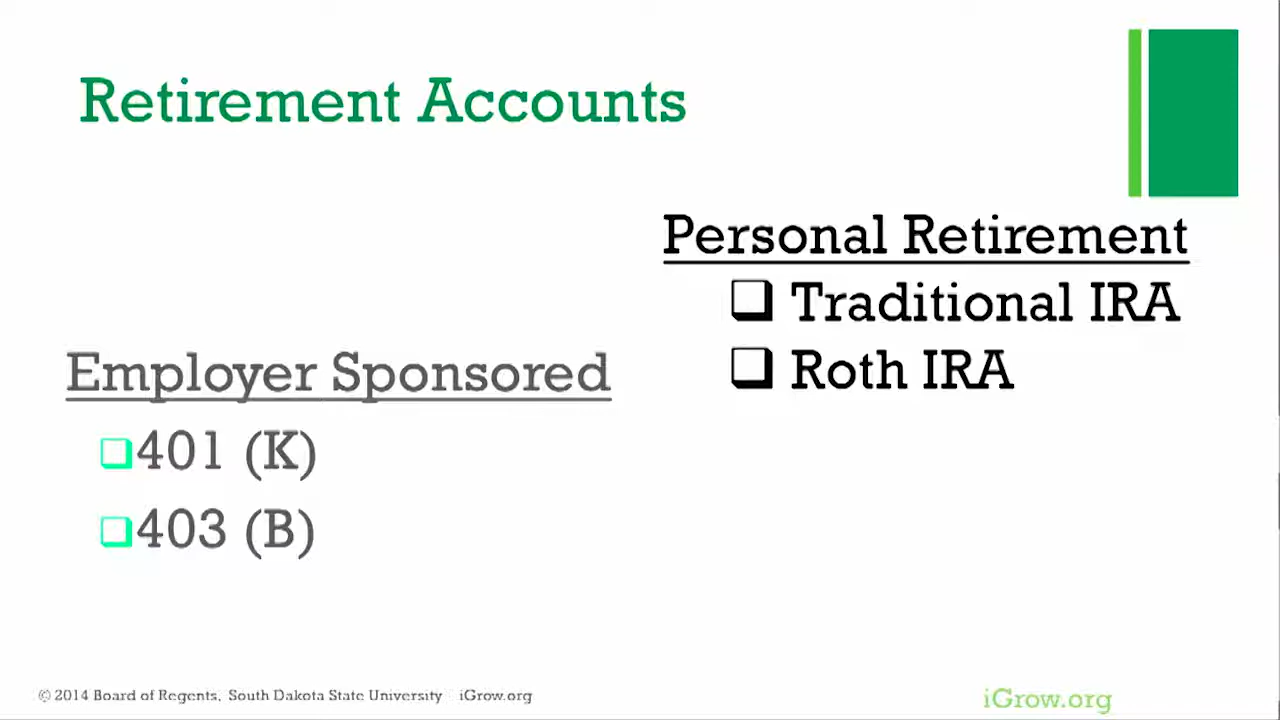 Retirement Accounts
Employer Sponsored
401 (K)
403 (B)
Personal Retirement
Traditional IRA
Roth IRA
© 2014 Board of Regents, South Dakota State University iGrow.org
iGrow.org